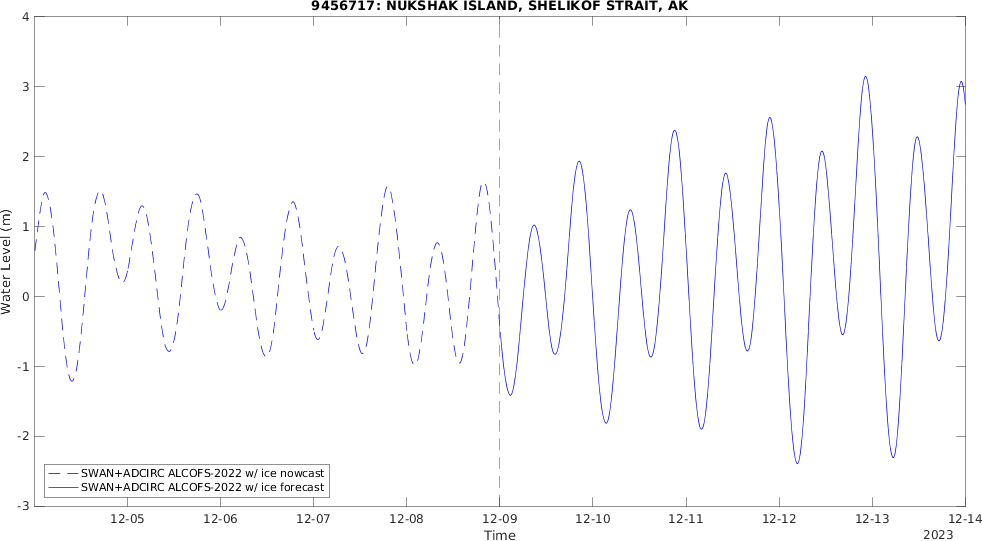 9456717: NUKSHAK ISLAND, SHELIKOF STRAIT, AK
4
3
2
1
0
-1
-2
-3
Water Level (m)
SWAN+ADCIRC ALCOFS-2022 w/ ice nowcast
SWAN+ADCIRC ALCOFS-2022 w/ ice forecast
12-05 12-06 12-07 12-08 12-09 12-10 12-11 12-12 12-13 12-14
Time
2023